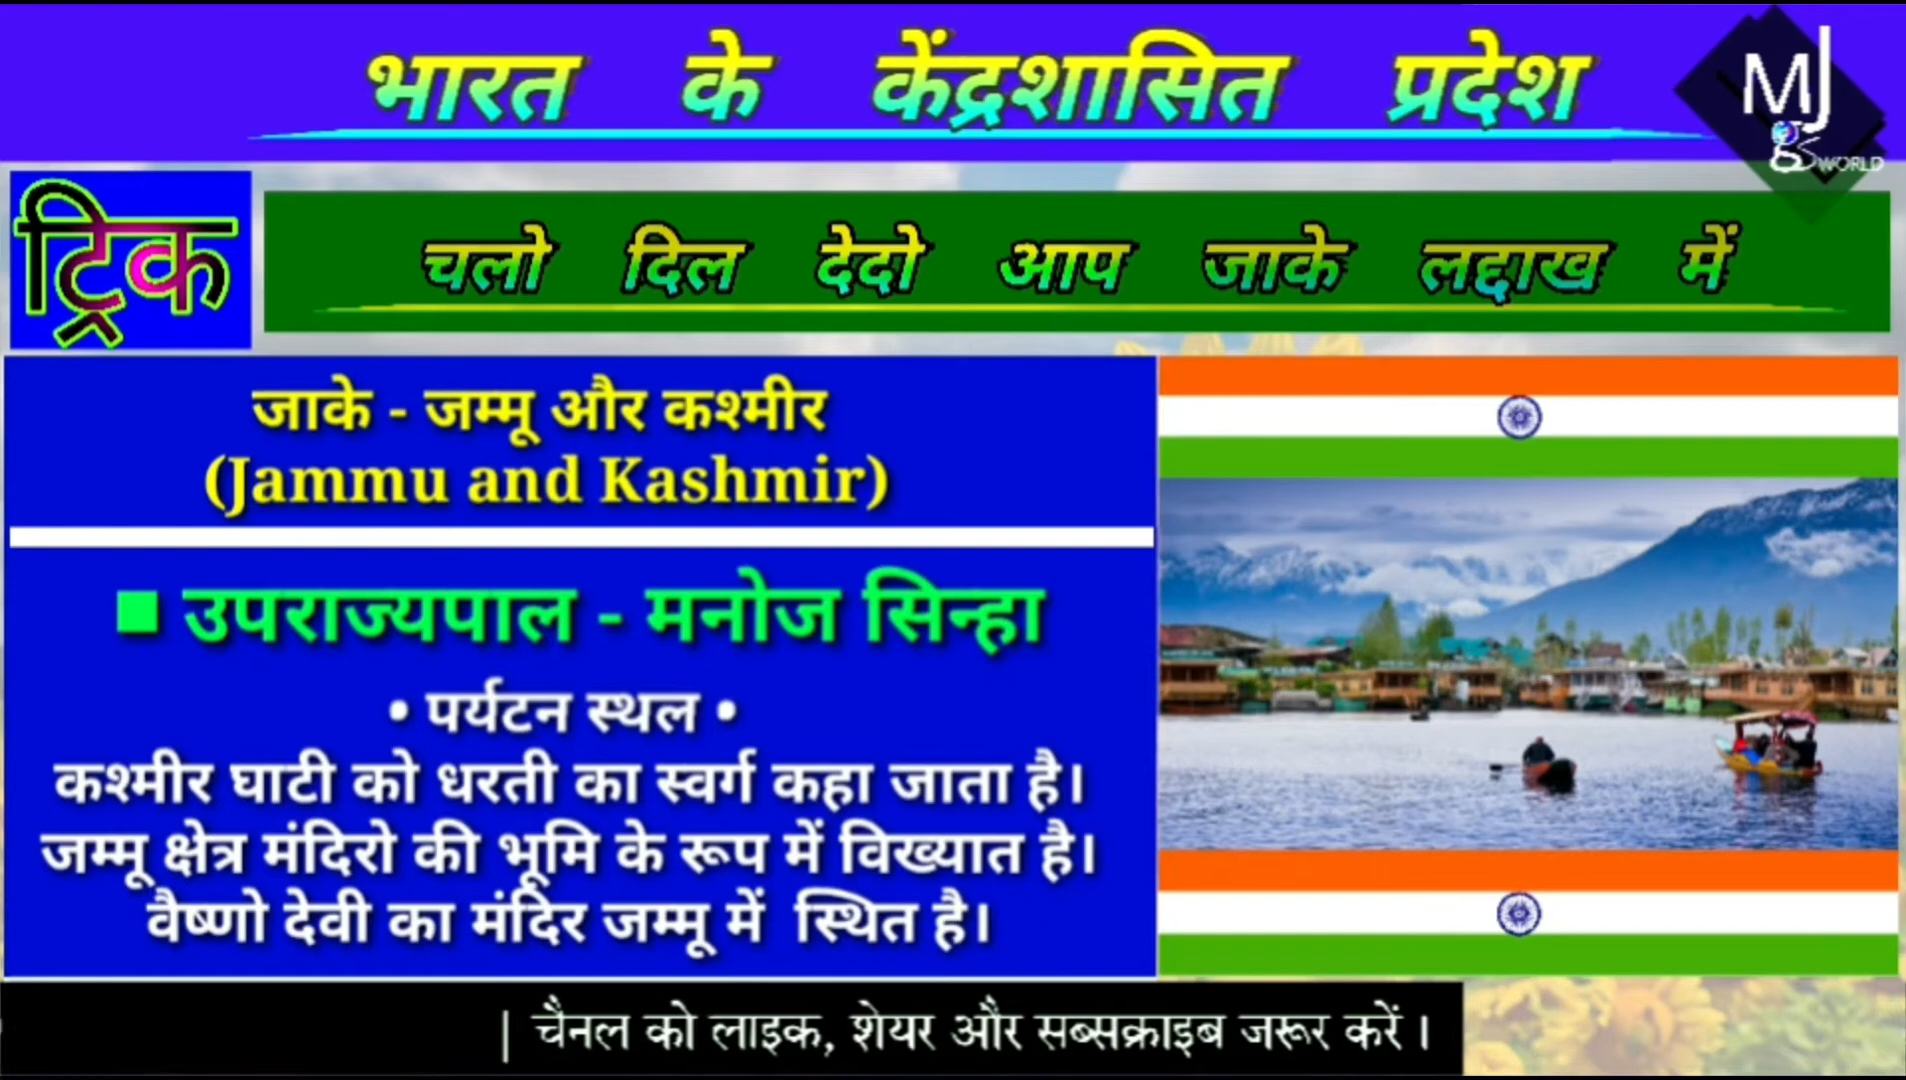 भारत के केंद्रशासित प्रदेश
MJ
gs WORLD
ट्रिक
चलो दिल देदो आप जाके लद्दाख में
जाके - जम्मू और कश्मीर
(Jammu and Kashmir)
■ उपराज्यपाल - मनोज सिन्हा
• पर्यटन स्थल •
कश्मीर घाटी को धरती का स्वर्ग कहा जाता है।
जम्मू क्षेत्र मंदिरो की भूमि के रूप में विख्यात है।
वैष्णो देवी का मंदिर जम्मू में स्थित है।
| चैनल को लाइक, शेयर और सब्सक्राइब जरूर करें ।